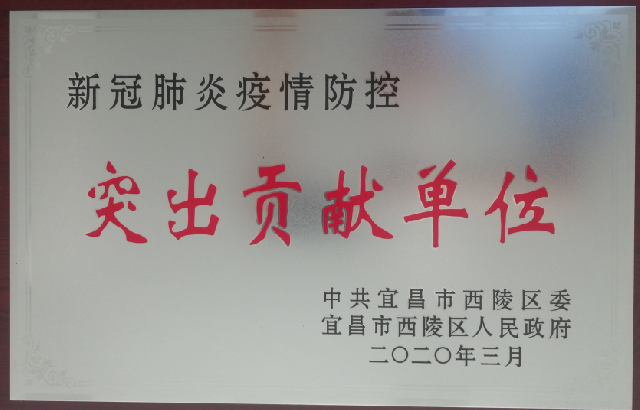 新冠肺炎疫情防控
突出贡献单位
中共宜昌市西陵区委
宜昌市西陵区人民政府
二〇二〇年三月